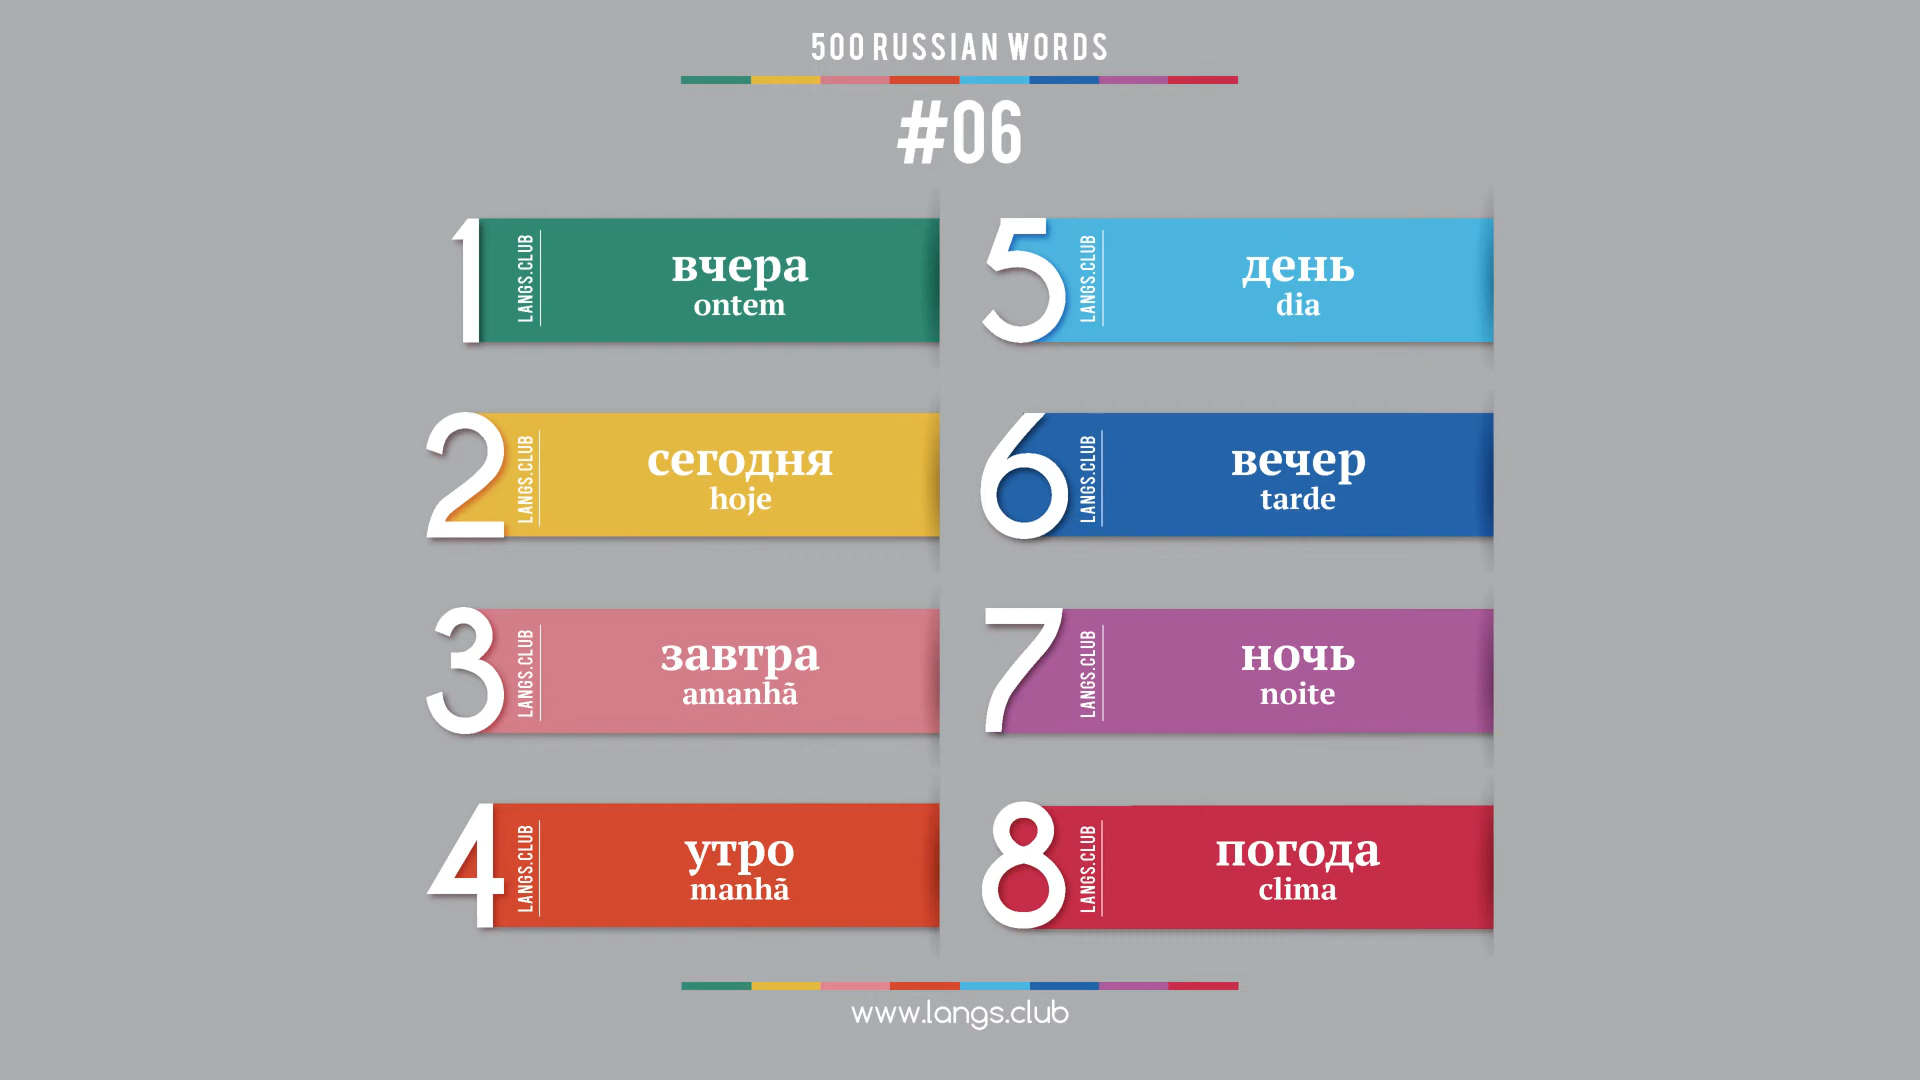 500 RUSSIAN WORDS
#06
1
LANGS.CLUB
вчера
ontem
2
LANGS.CLUB
сегодня
hoje
3
LANGS.CLUB
завтра
amanhã
4
LANGS.CLUB
утро
manhã
5
LANGS.CLUB
день
dia
6
LANGS.CLUB
вечер
tarde
7
LANGS.CLUB
ночь
noite
8
LANGS.CLUB
погода
clima
www.langs.club